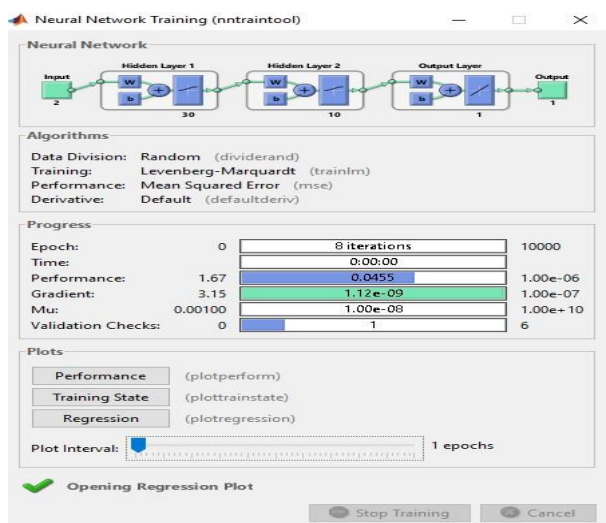 Neural Network Training (nntraintool)
Neural Network
Hidden Layer 1 Hidden Layer 2 Output Layer
Input Output
W W W
b b b
2 30 10 1 1
Algorithms
Data Division: Random (dividerand)
Training: Levenberg-Marquardt (trainlm)
Performance: Mean Squared Error (mse)
Derivative: Default (defaultderiv)
Progress
Epoch: 0 8 iterations 10000
Time: 0:00:00
Performance: 1.67 0.0455 1.00e-06
Gradient: 3.15 1.12e-09 1.00e-07
Mu: 0.00100 1.00e-08 1.00e+10
Validation Checks: 0 1 6
Plots
Performance (plotperform)
Training State (plottrainstate)
Regression (plotregression)
Plot Interval: 1 epochs
Opening Regression Plot
Stop Training Cancel